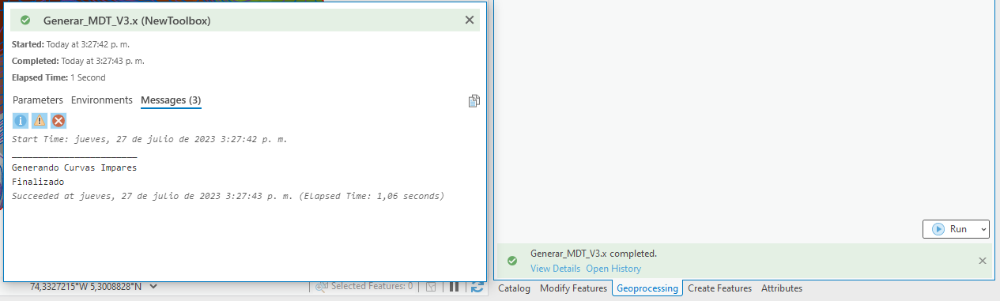 Generar_MDT_V3.x (NewToolbox)
Started: Today at 3:27:42 p. m.
Completed: Today at 3:27:43 p. m.
Elapsed Time: 1 Second
Parameters Environments Messages (3)
Start Time: jueves, 27 de julio de 2023 3:27:42 p. m.
________________________
Generando Curvas Impares
Finalizado
Succeeded at jueves, 27 de julio de 2023 3:27:43 p. m. (Elapsed Time: 1,06 seconds)
74,3327215°W 5,3008828°N
Selected Features: 0
Run
Generar_MDT_V3.x completed.
View Details Open History
Catalog Modify Features Geoprocessing Create Features Attributes